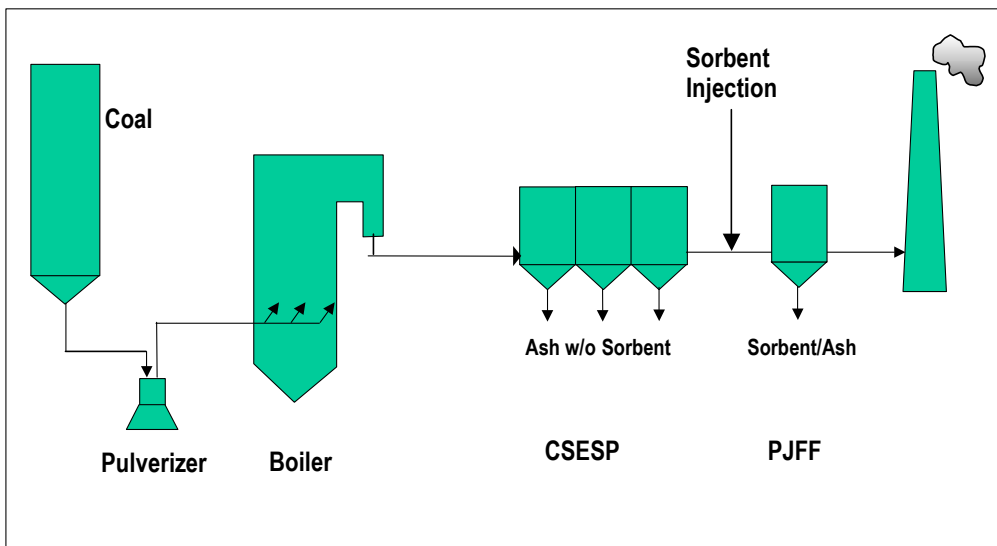 Sorbent
Injection
Coal
Ash w/o Sorbent
Sorbent/Ash
Pulverizer
Boiler
CSESP
PJFF